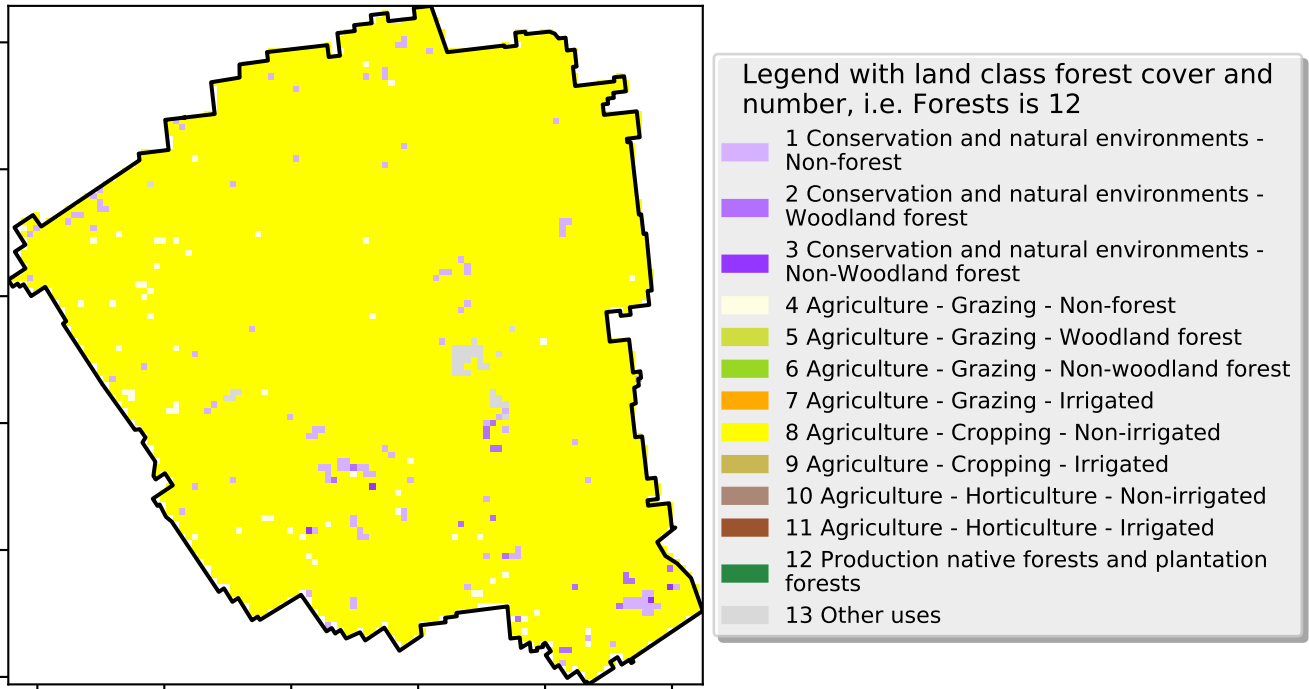 Legend with land class forest cover and
number, i.e. Forests is 12
1 Conservation and natural environments -
Non-forest
2 Conservation and natural environments -
Woodland forest
3 Conservation and natural environments -
Non-Woodland forest
4 Agriculture - Grazing - Non-forest
5 Agriculture - Grazing - Woodland forest
6 Agriculture - Grazing - Non-woodland forest
7 Agriculture - Grazing - Irrigated
8 Agriculture - Cropping - Non-irrigated
9 Agriculture - Cropping - Irrigated
10 Agriculture - Horticulture - Non-irrigated
11 Agriculture - Horticulture - Irrigated
12 Production native forests and plantation
forests
13 Other uses